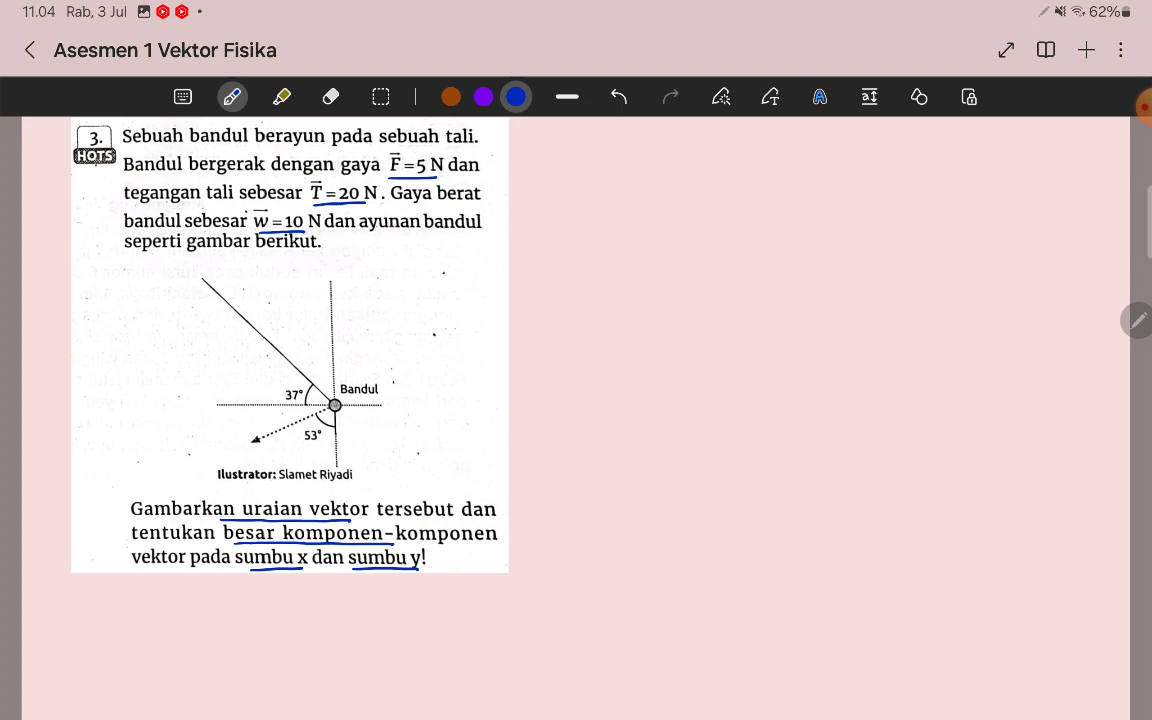 11.04 Rab, 3 Jul
62%
Asesmen 1 Vektor Fisika
3. Sebuah bandul berayun pada sebuah tali.
HOTS Bandul bergerak dengan gaya F⃗ = 5 N dan
tegangan tali sebesar T⃗ = 20 N. Gaya berat
bandul sebesar w⃗ = 10 N dan ayunan bandul
seperti gambar berikut.
37°
Bandul
53°
Ilustrator: Slamet Riyadi
Gambarkan uraian vektor tersebut dan
tentukan besar komponen-komponen
vektor pada sumbu x dan sumbu y!